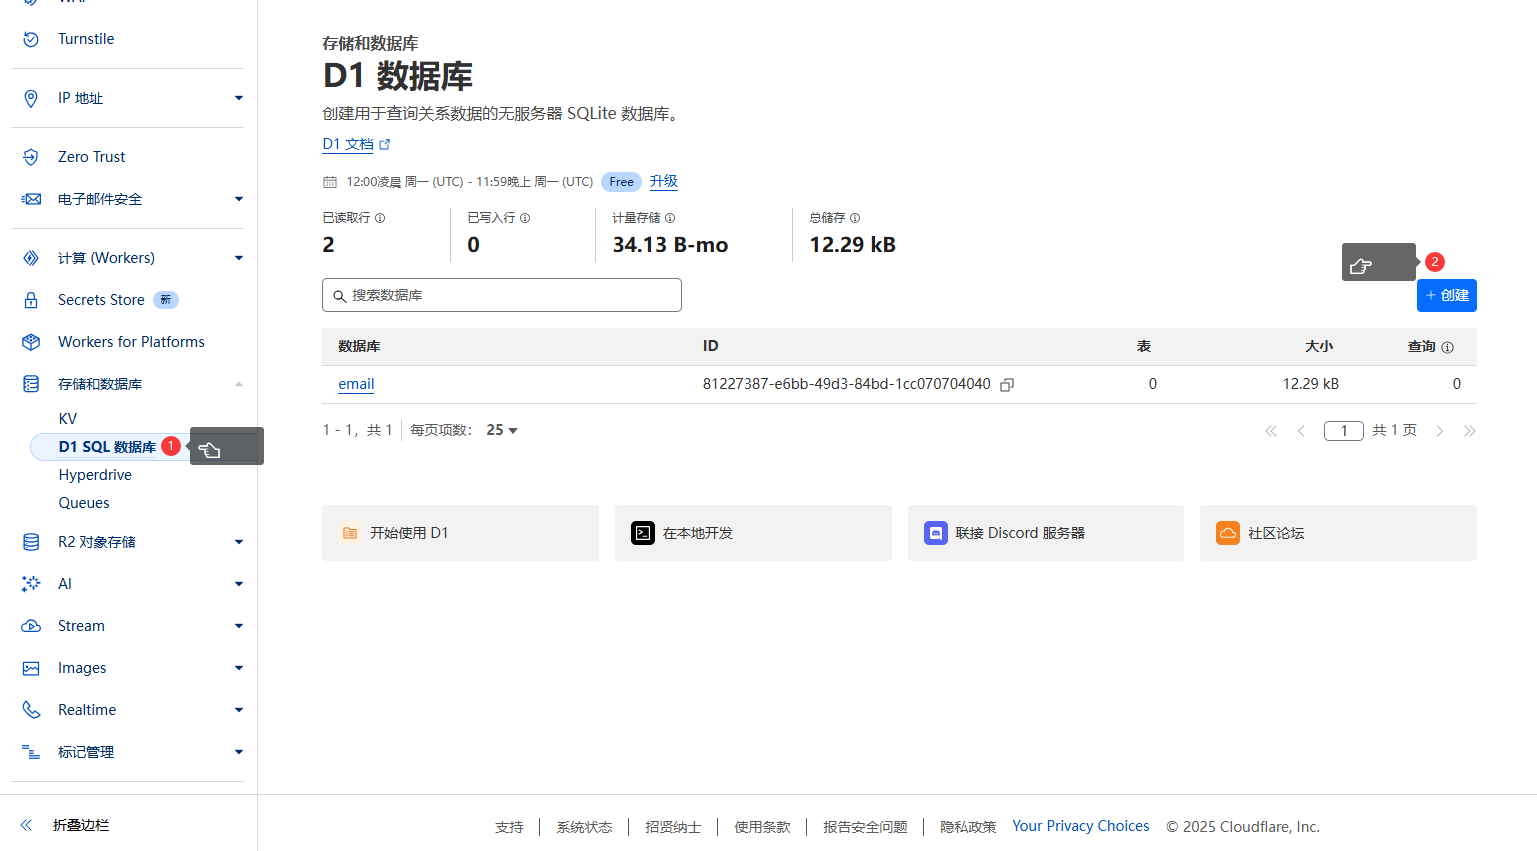 Turnstile
IP 地址
Zero Trust
电子邮件安全
计算 (Workers)
Secrets Store 新
Workers for Platforms
存储和数据库
KV
D1 SQL 数据库 1
Hyperdrive
Queues
R2 对象存储
AI
Stream
Images
Realtime
标记管理
折叠边栏
存储和数据库
D1 数据库
创建用于查询关系数据的无服务器 SQLite 数据库。
D1 文档
12:00凌晨 周一 (UTC) - 11:59晚上 周一 (UTC) Free 升级
已读取行 已写入行 计量存储 总储存
2 0 34.13 B-mo 12.29 kB
2
搜索数据库 + 创建
数据库 ID 表 大小 查询
email 81227387-e6bb-49d3-84bd-1cc070704040 0 12.29 kB 0
1 - 1，共 1 每页项数： 25 1 共 1 页
开始使用 D1 在本地开发 联接 Discord 服务器 社区论坛
支持 系统状态 招贤纳士 使用条款 报告安全问题 隐私政策 Your Privacy Choices © 2025 Cloudflare, Inc.